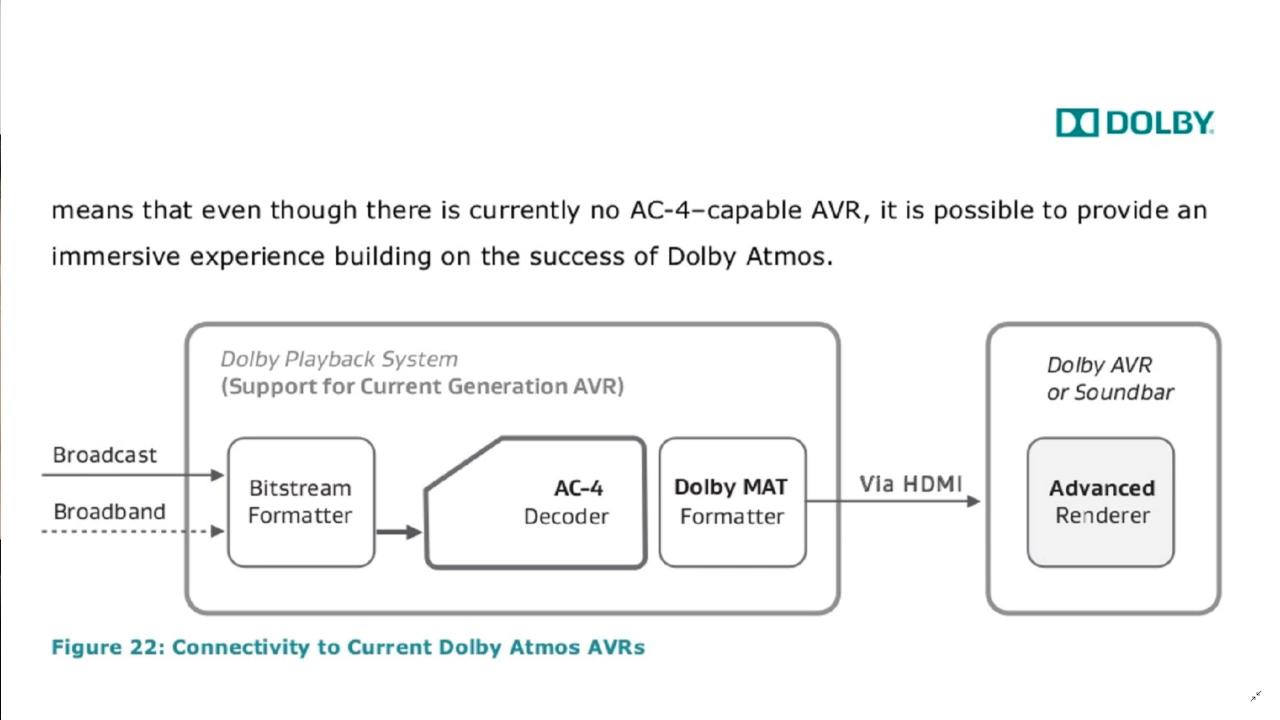 DOLBY
means that even though there is currently no AC-4–capable AVR, it is possible to provide an
immersive experience building on the success of Dolby Atmos.
Dolby Playback System
(Support for Current Generation AVR)
Dolby AVR
or Soundbar
Broadcast
Broadband
Bitstream
Formatter
AC-4
Decoder
Dolby MAT
Formatter
Via HDMI
Advanced
Renderer
Figure 22: Connectivity to Current Dolby Atmos AVRs